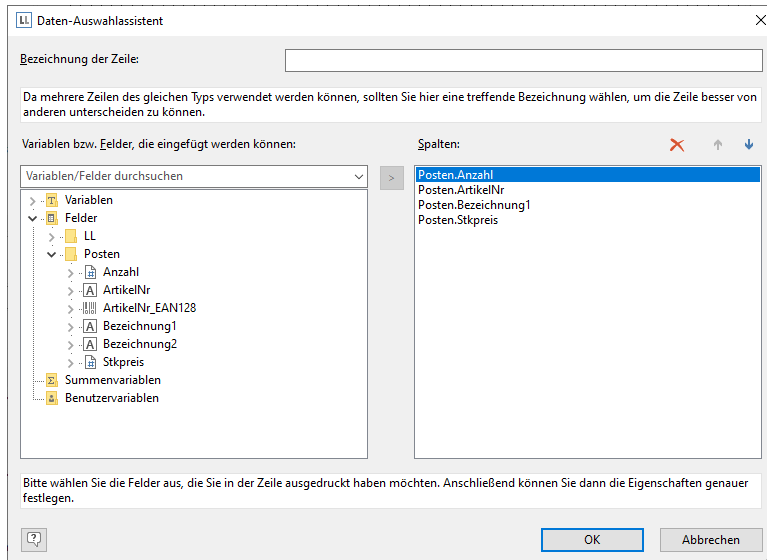 LL Daten-Auswahlassistent
Bezeichnung der Zeile:
Da mehrere Zeilen des gleichen Typs verwendet werden können, sollten Sie hier eine treffende Bezeichnung wählen, um die Zeile besser von
anderen unterscheiden zu können.
Variablen bzw. Felder, die eingefügt werden können:
Variablen/Felder durchsuchen
T Variablen
Felder
LL
Posten
# Anzahl
A ArtikelNr
ArtikelNr_EAN128
A Bezeichnung1
A Bezeichnung2
# Stkpreis
Σ Summenvariablen
Benutzervariablen
>
Spalten:
Posten.Anzahl
Posten.ArtikelNr
Posten.Bezeichnung1
Posten.Stkpreis
Bitte wählen Sie die Felder aus, die Sie in der Zeile ausgedruckt haben möchten. Anschließend können Sie dann die Eigenschaften genauer
festlegen.
?
OK
Abbrechen